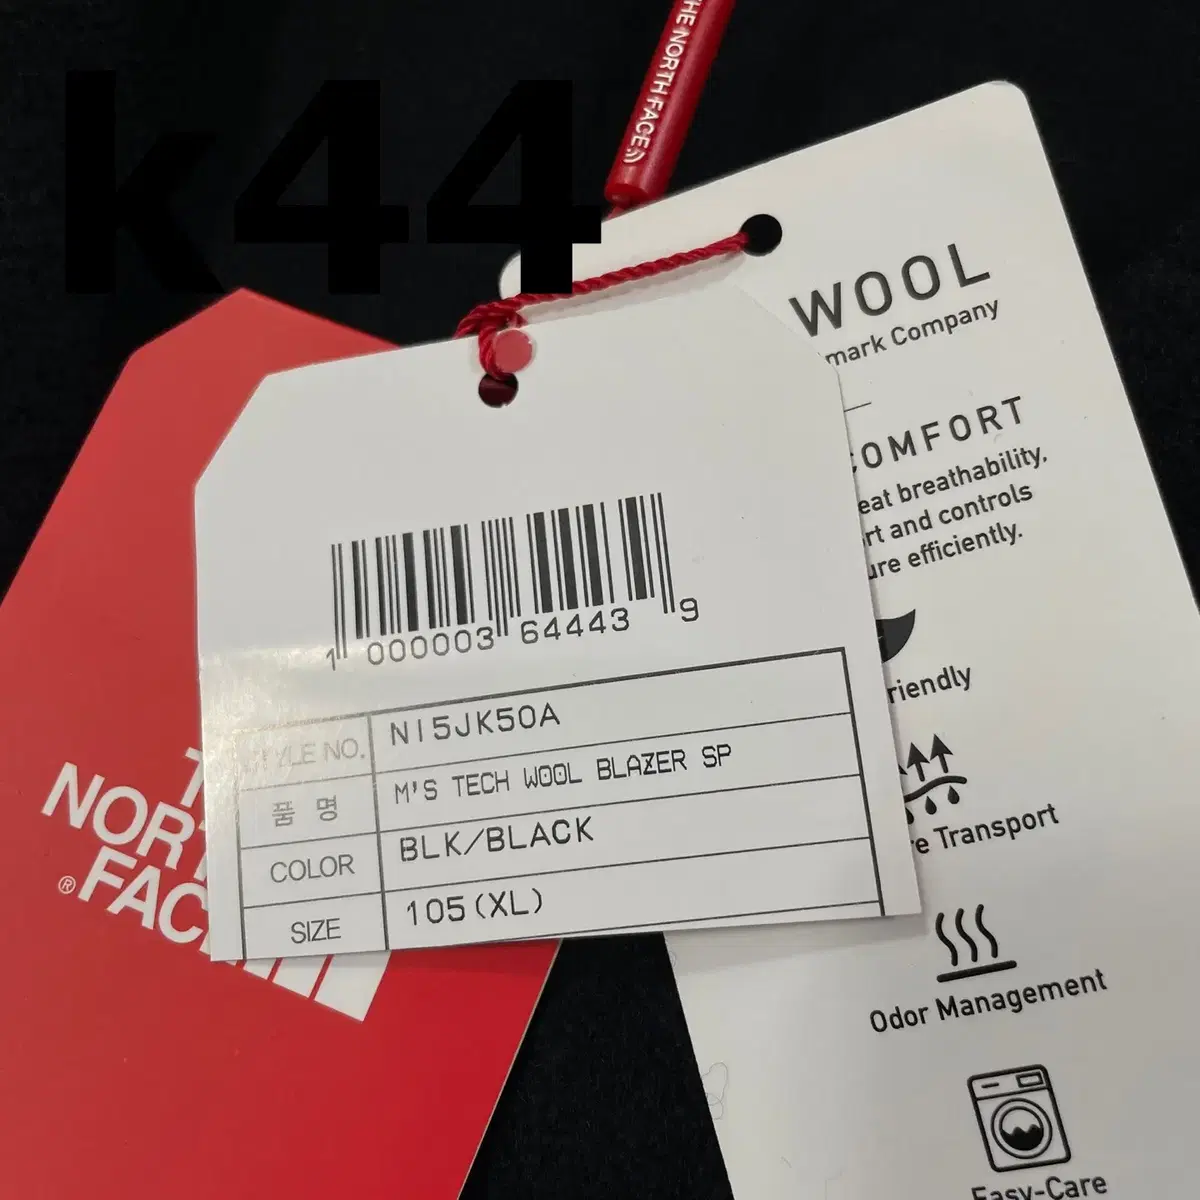 k44
THE NORTH FACE
WOOL
mark Company
COMFORT
eat breathability,
rt and controls
ure efficiently.
riendly
re Transport
Odor Management
Easy-Care
1 000003 64443 9
STYLE NO. NI5JK50A
품 명 M'S TECH WOOL BLAZER SP
COLOR BLK/BLACK
SIZE 105(XL)
T
NORT
® FAC